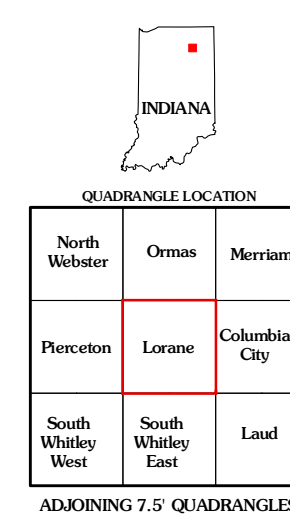 INDIANA
QUADRANGLE LOCATION
North
Webster
Ormas
Merriam
Pierceton
Lorane
Columbia
City
South
Whitley
West
South
Whitley
East
Laud
ADJOINING 7.5' QUADRANGLES